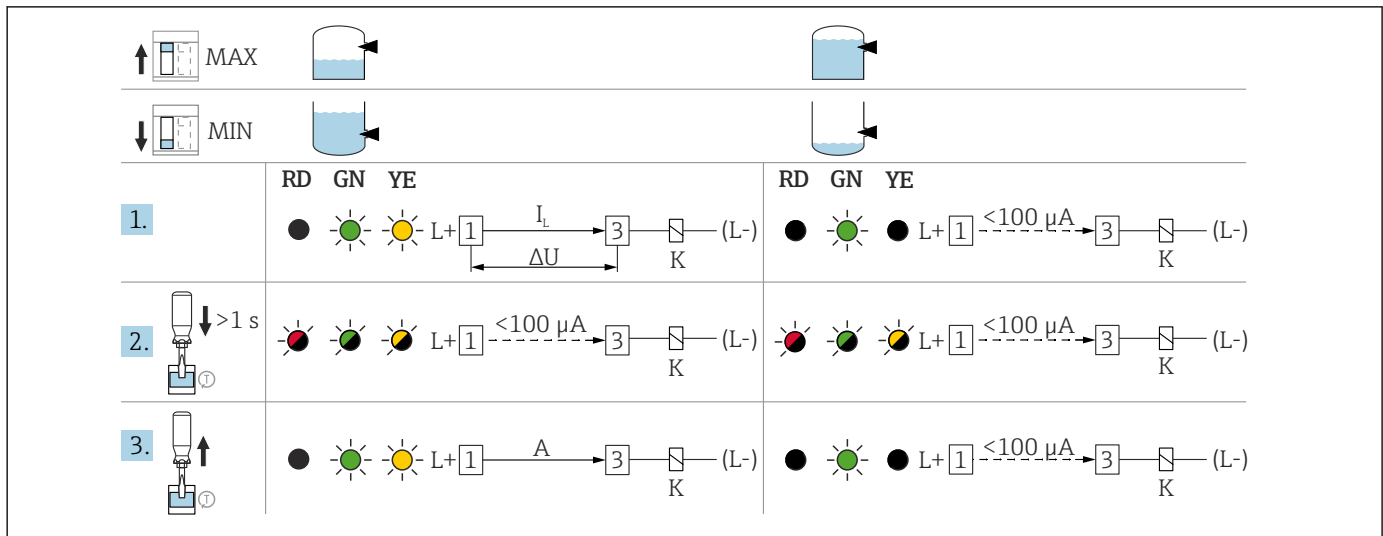 MAX
MIN
RD GN YE RD GN YE
1. L+ 1 I_L 3 (L-) L+ 1 <100 µA 3 (L-)
ΔU K K
2. >1 s L+ 1 <100 µA 3 (L-) L+ 1 <100 µA 3 (L-)
T K K
3. L+ 1 A 3 (L-) L+ 1 <100 µA 3 (L-)
T K K